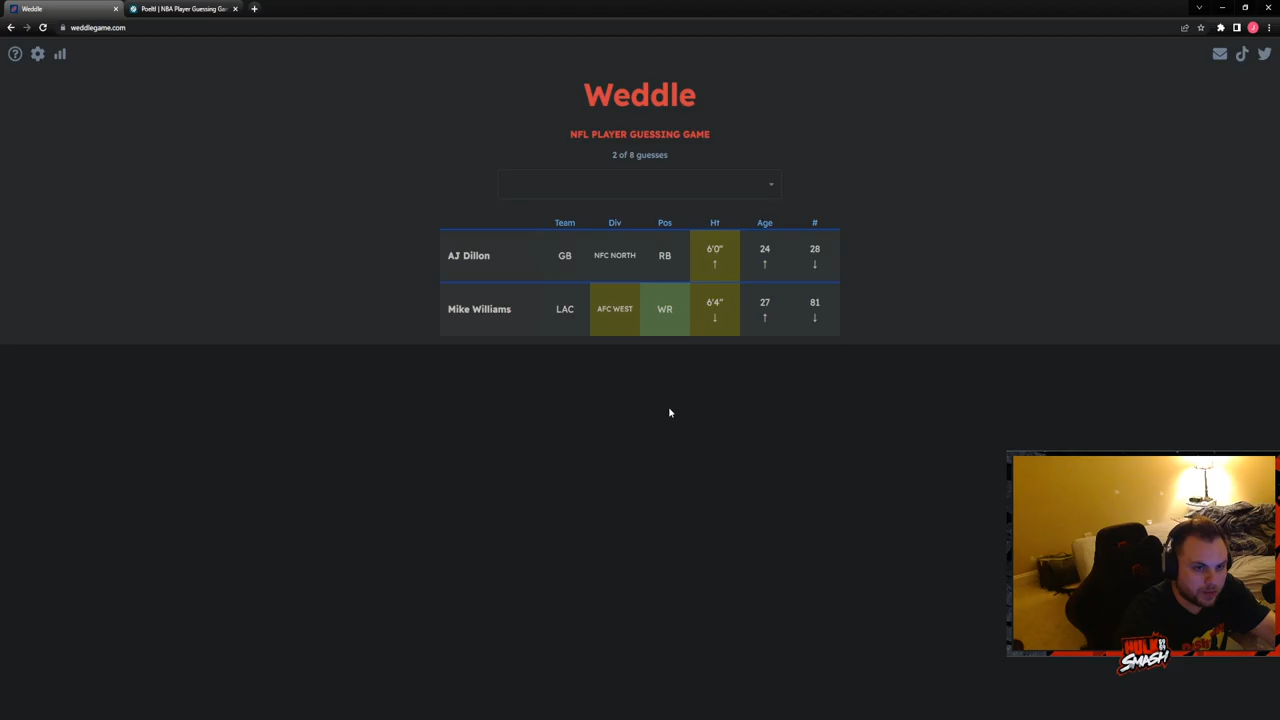 Weddle
Poeltl | NBA Player Guessing Ga
weddlegame.com
J
Weddle
NFL PLAYER GUESSING GAME
2 of 8 guesses
Team Div Pos Ht Age #
AJ Dillon GB NFC NORTH RB 6'0" ↑ 24 ↑ 28 ↓
Mike Williams LAC AFC WEST WR 6'4" ↓ 27 ↑ 81 ↓
HULK
SMASH